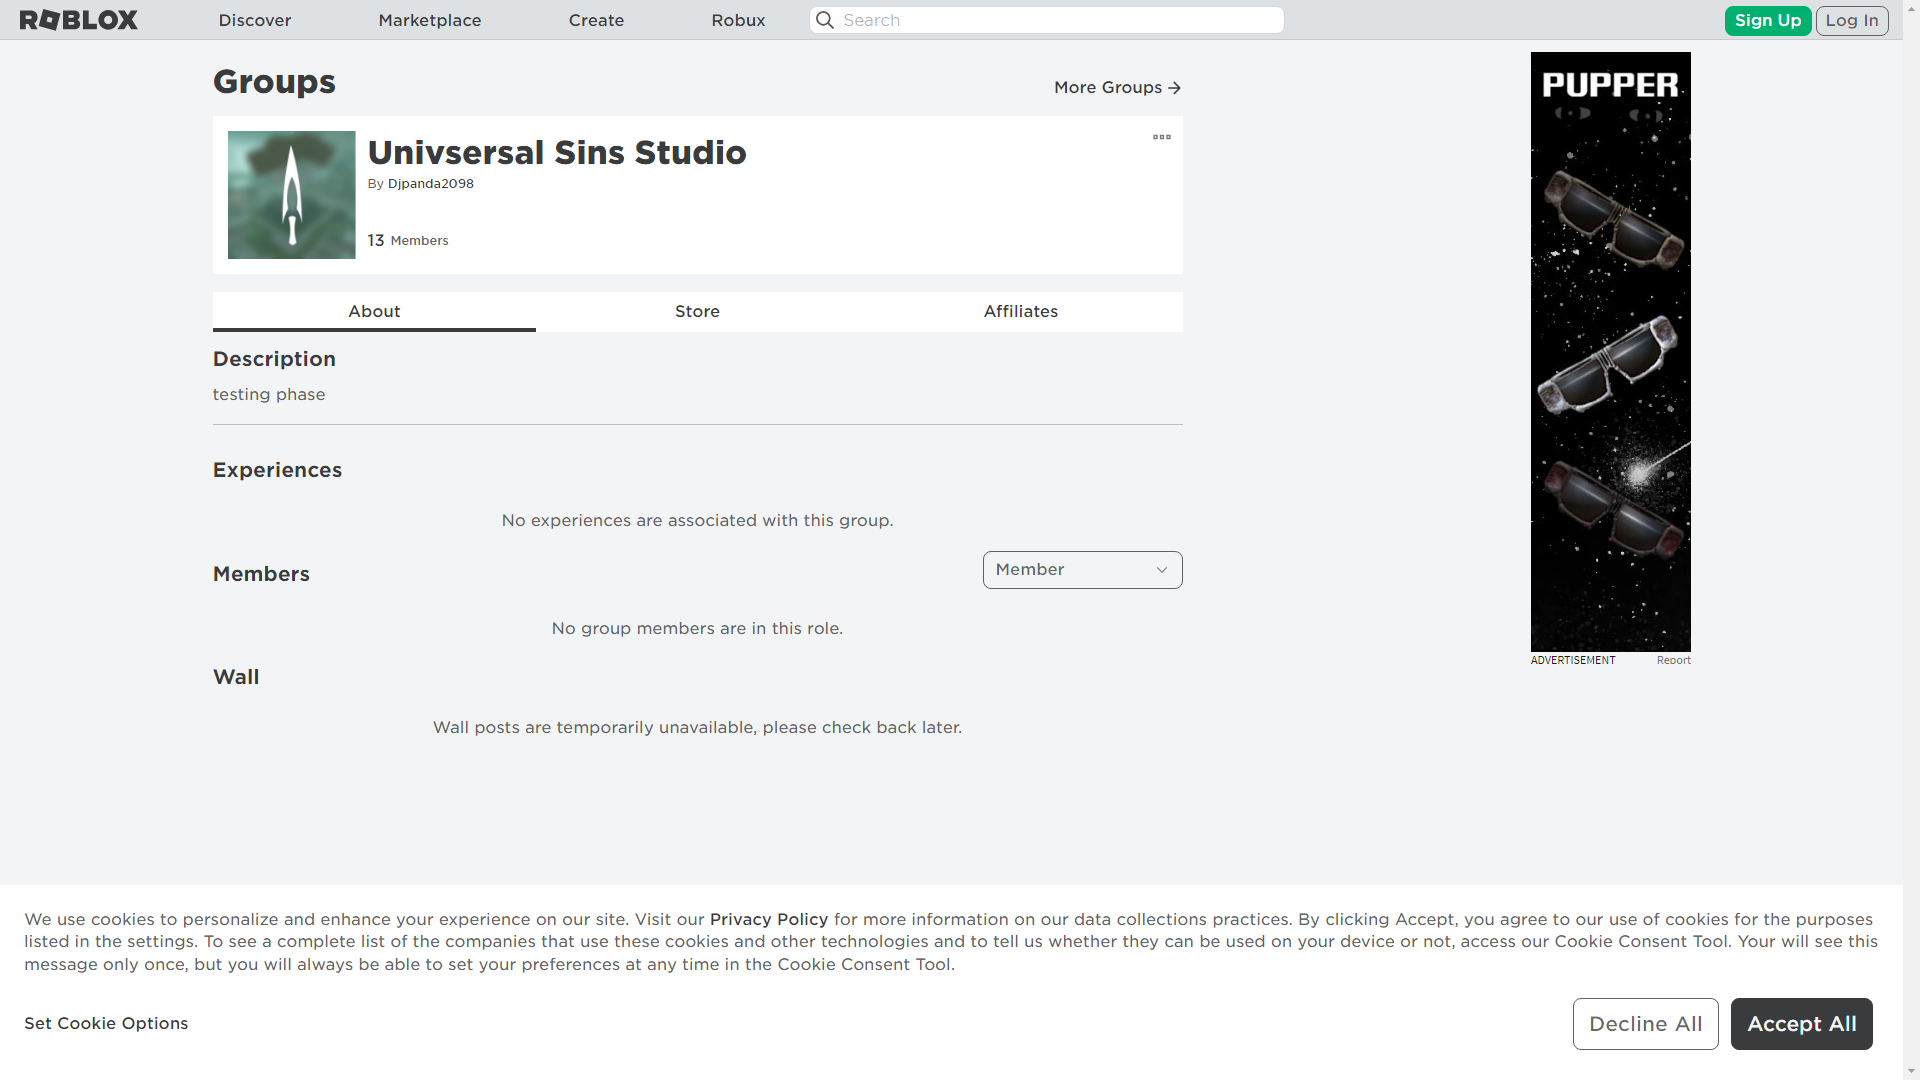 ROBLOX
Discover
Marketplace
Create
Robux
Search
Sign Up
Log In
Groups
More Groups
Univsersal Sins Studio
By Djpanda2098
13 Members
About
Store
Affiliates
Description
testing phase
Experiences
No experiences are associated with this group.
Members
Member
No group members are in this role.
Wall
Wall posts are temporarily unavailable, please check back later.
PUPPER
ADVERTISEMENT
Report
We use cookies to personalize and enhance your experience on our site. Visit our Privacy Policy for more information on our data collections practices. By clicking Accept, you agree to our use of cookies for the purposes
listed in the settings. To see a complete list of the companies that use these cookies and other technologies and to tell us whether they can be used on your device or not, access our Cookie Consent Tool. Your will see this
message only once, but you will always be able to set your preferences at any time in the Cookie Consent Tool.
Set Cookie Options
Decline All
Accept All